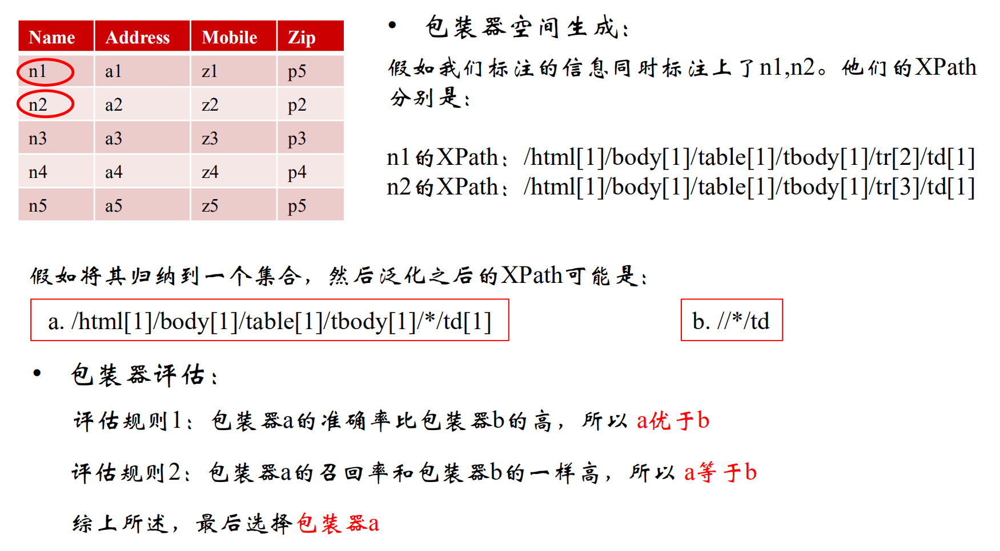 Name Address Mobile Zip
n1 a1 z1 p5
n2 a2 z2 p2
n3 a3 z3 p3
n4 a4 z4 p4
n5 a5 z5 p5
• 包装器空间生成：
假如我们标注的信息同时标注上了n1,n2。他们的XPath
分别是：
n1的XPath：/html[1]/body[1]/table[1]/tbody[1]/tr[2]/td[1]
n2的XPath：/html[1]/body[1]/table[1]/tbody[1]/tr[3]/td[1]
假如将其归纳到一个集合，然后泛化之后的XPath可能是：
a. /html[1]/body[1]/table[1]/tbody[1]/*/td[1]
b. //*/td
• 包装器评估：
评估规则1：包装器a的准确率比包装器b的高，所以 a优于b
评估规则2：包装器a的召回率和包装器b的一样高，所以 a等于b
综上所述，最后选择包装器a